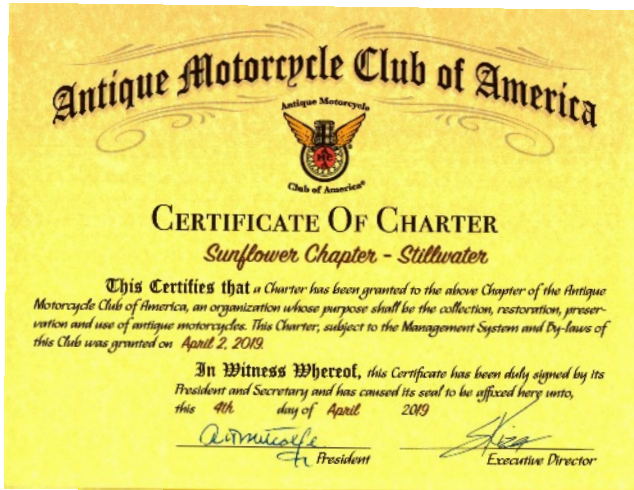 Antique Motorcycle Club of America
Antique Motorcycle
Club of America®
CERTIFICATE OF CHARTER
Sunflower Chapter - Stillwater
This Certifies that a Charter has been granted to the above Chapter of the Antique
Motorcycle Club of America, an organization whose purpose shall be the collection, restoration, preser-
vation and use of antique motorcycles. This Charter, subject to the Management System and By-laws of
this Club was granted on April 2, 2019.
In Witness Whereof, this Certificate has been duly signed by its
President and Secretary and has caused its seal to be affixed here unto,
this 4th day of April 2019
President
Executive Director